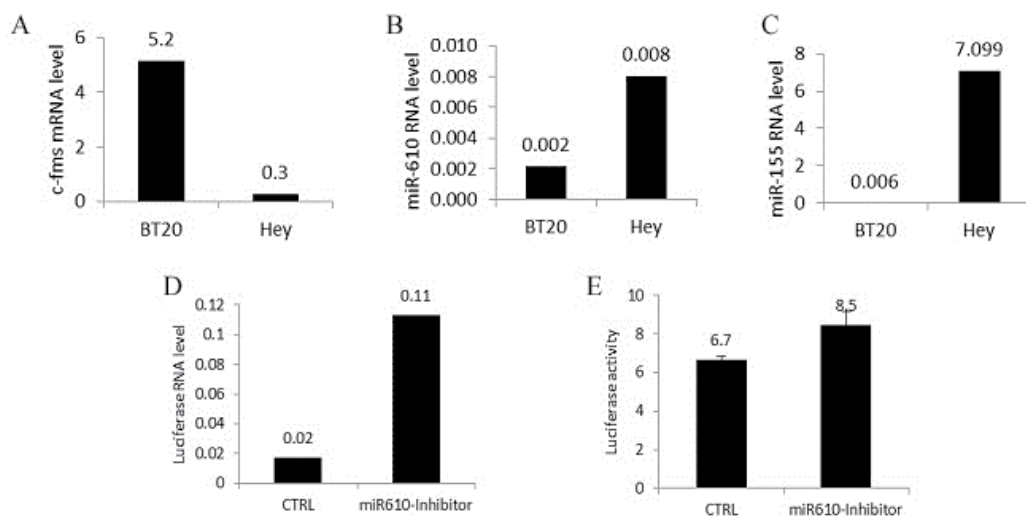 A
c-fms mRNA level
6
4
2
0
5.2
0.3
BT20 Hey
B
miR-610 RNA level
0.010
0.008
0.006
0.004
0.002
0.000
0.002
0.008
BT20 Hey
C
miR-155 RNA level
8
6
4
2
0
0.006
7.099
BT20 Hey
D
Luciferase RNA level
0.12
0.1
0.08
0.06
0.04
0.02
0
0.02
0.11
CTRL miR610-Inhibitor
E
Luciferase activity
10
8
6
4
2
0
6.7
8.5
CTRL miR610-Inhibitor